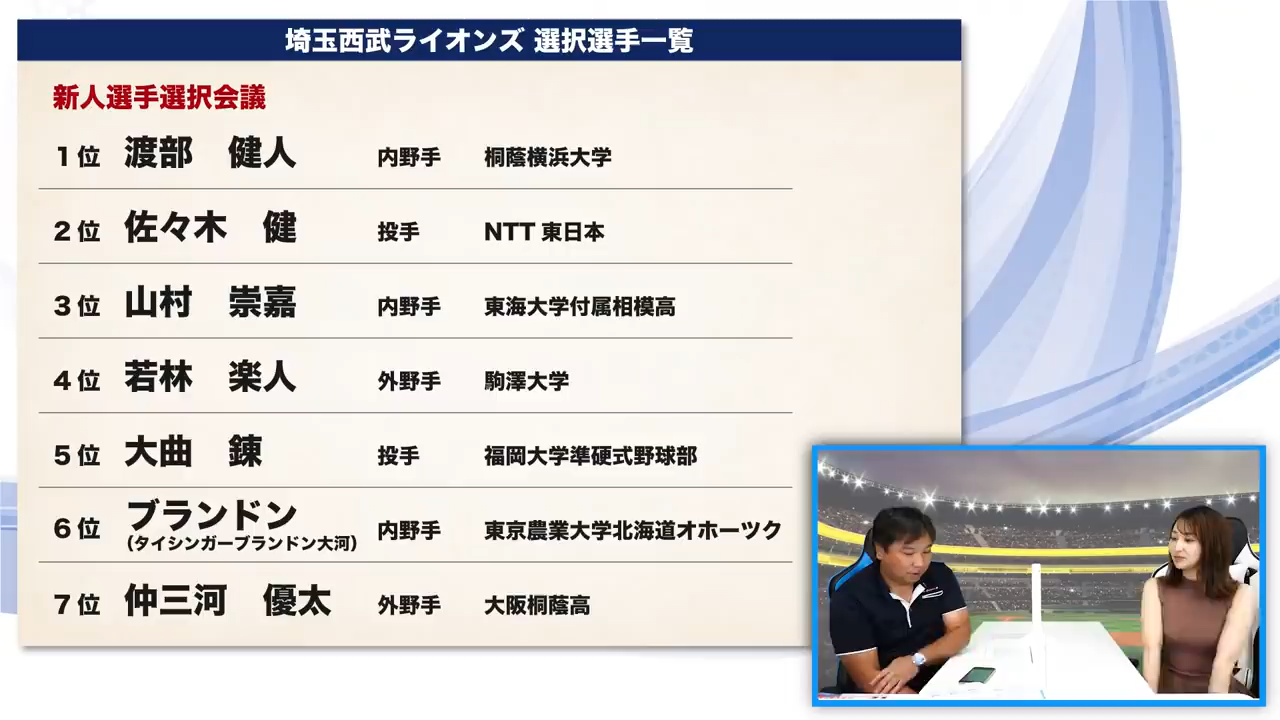 埼玉西武ライオンズ 選択選手一覧
新人選手選択会議
1位 渡部 健人 内野手 桐蔭横浜大学
2位 佐々木 健 投手 NTT 東日本
3位 山村 崇嘉 内野手 東海大学付属相模高
4位 若林 楽人 外野手 駒澤大学
5位 大曲 錬 投手 福岡大学準硬式野球部
6位 ブランドン 内野手 東京農業大学北海道オホーツク
(タイシンガーブランドン大河)
7位 仲三河 優太 外野手 大阪桐蔭高